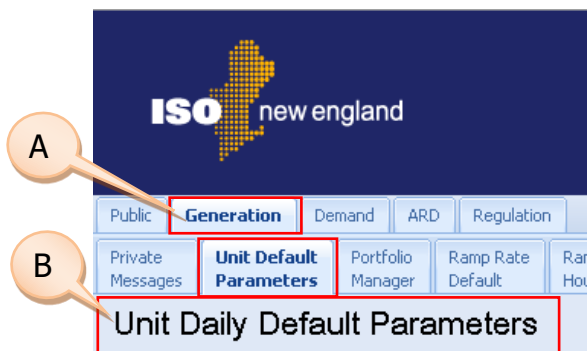 ISO new england
A
Public Generation Demand ARD Regulation
B
Private Unit Default Portfolio Ramp Rate
Messages Parameters Manager Default
Unit Daily Default Parameters